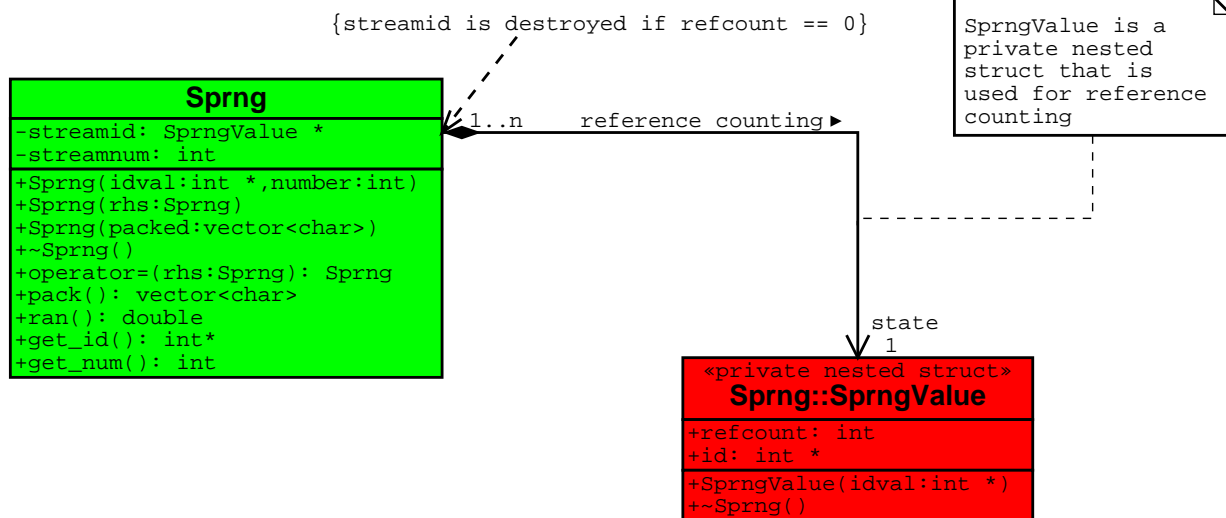 {streamid is destroyed if refcount == 0}
SprngValue is a
private nested
struct that is
used for reference
counting
Sprng
-streamid: SprngValue *
-streamnum: int
+Sprng(idval:int *,number:int)
+Sprng(rhs:Sprng)
+Sprng(packed:vector<char>)
+~Sprng()
+operator=(rhs:Sprng): Sprng
+pack(): vector<char>
+ran(): double
+get_id(): int*
+get_num(): int
1..n
reference counting ►
state
1
«private nested struct»
Sprng::SprngValue
+refcount: int
+id: int *
+SprngValue(idval:int *)
+~Sprng()